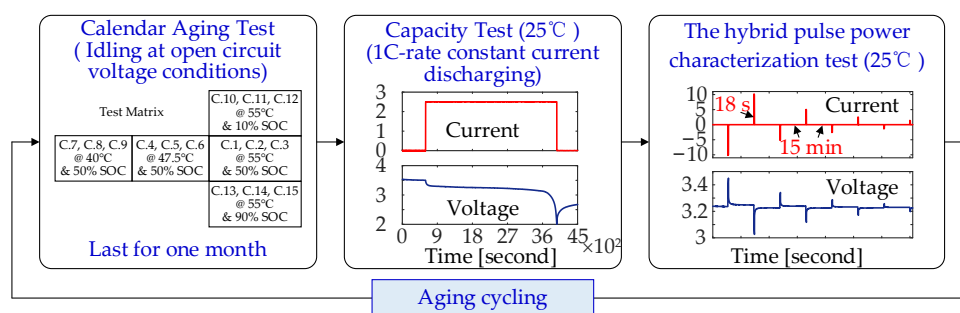 Calendar Aging Test
( Idling at open circuit
voltage conditions)
Test Matrix
C.10, C.11, C.12
@ 55°C
& 10% SOC
C.7, C.8, C.9
@ 40°C
& 50% SOC
C.4, C.5, C.6
@ 47.5°C
& 50% SOC
C.1, C.2, C.3
@ 55°C
& 50% SOC
C.13, C.14, C.15
@ 55°C
& 90% SOC
Last for one month
Capacity Test (25℃ )
(1C-rate constant current
discharging)
3
2
1
0
Current
4
3
2
Voltage
0 9 18 27 36 45
×10²
Time [second]
The hybrid pulse power
characterization test (25℃ )
10
5
0
−5
−10
18 s
Current
15 min
3.4
3.2
3
Voltage
Time [second]
Aging cycling